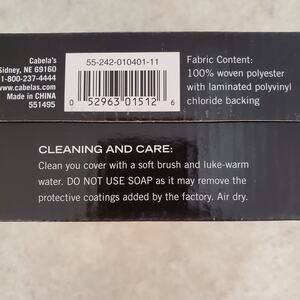 Cabela's
Sidney, NE 69160
1-800-237-4444
www.cabelas.com
Made in CHINA
551495
55-242-010401-11
0 52963 01512 6
Fabric Content:
100% woven polyester
with laminated polyvinyl
chloride backing
CLEANING AND CARE:
Clean you cover with a soft brush and luke-warm
water. DO NOT USE SOAP as it may remove the
protective coatings added by the factory. Air dry.